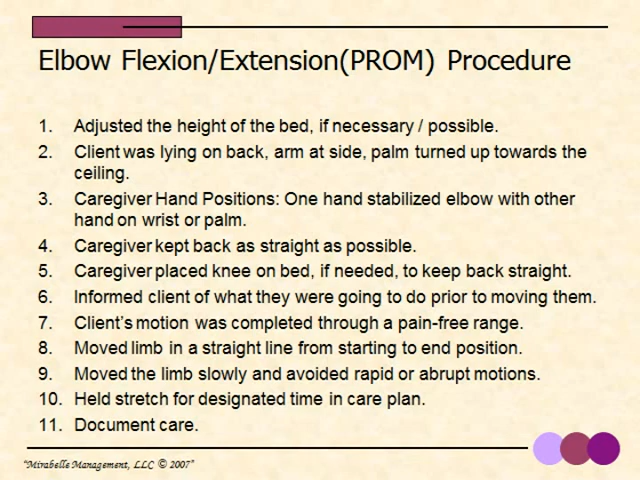 Elbow Flexion/Extension(PROM) Procedure
1. Adjusted the height of the bed, if necessary / possible.
2. Client was lying on back, arm at side, palm turned up towards the
ceiling.
3. Caregiver Hand Positions: One hand stabilized elbow with other
hand on wrist or palm.
4. Caregiver kept back as straight as possible.
5. Caregiver placed knee on bed, if needed, to keep back straight.
6. Informed client of what they were going to do prior to moving them.
7. Client's motion was completed through a pain-free range.
8. Moved limb in a straight line from starting to end position.
9. Moved the limb slowly and avoided rapid or abrupt motions.
10. Held stretch for designated time in care plan.
11. Document care.
"Mirabelle Management, LLC © 2007"